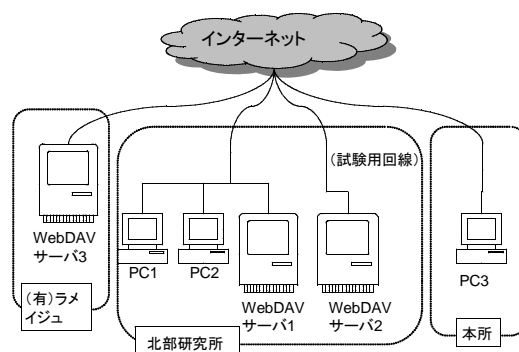 インターネット
(試験用回線)
WebDAV
サーバ3
PC1
PC2
WebDAV
サーバ1
WebDAV
サーバ2
PC3
(有)ラメ
イジュ
北部研究所
本所